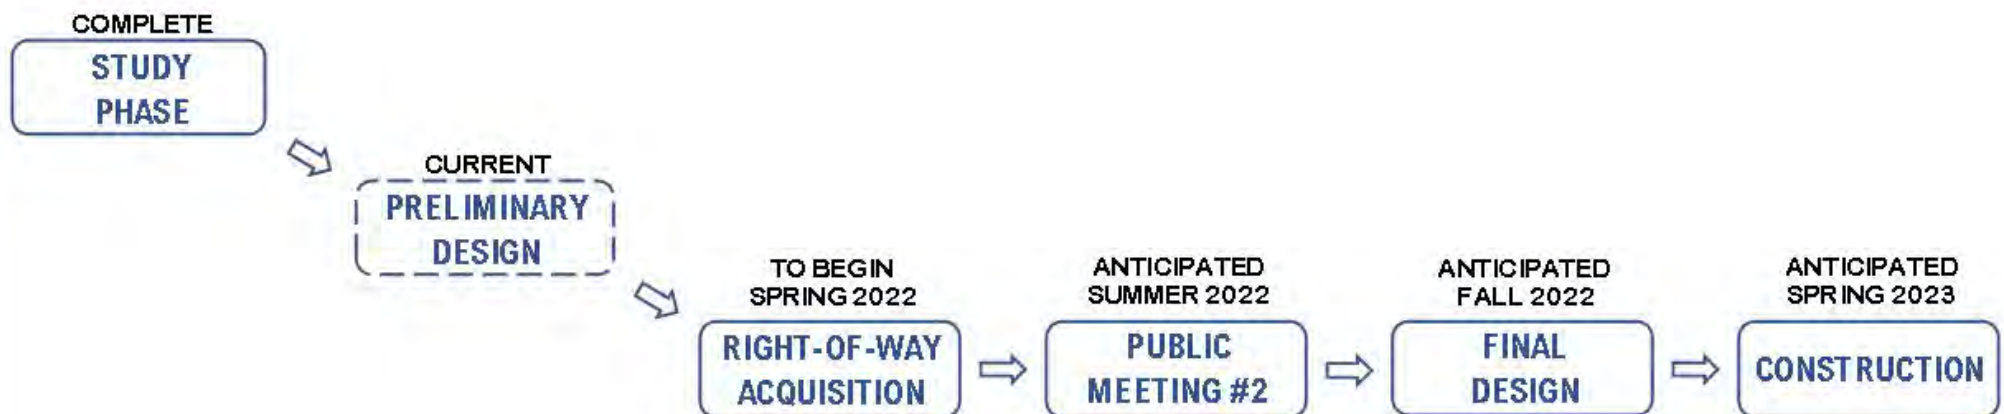 COMPLETE
STUDY
PHASE
CURRENT
PRELIMINARY
DESIGN
TO BEGIN
SPRING 2022
RIGHT-OF-WAY
ACQUISITION
ANTICIPATED
SUMMER 2022
PUBLIC
MEETING #2
ANTICIPATED
FALL 2022
FINAL
DESIGN
ANTICIPATED
SPRING 2023
CONSTRUCTION